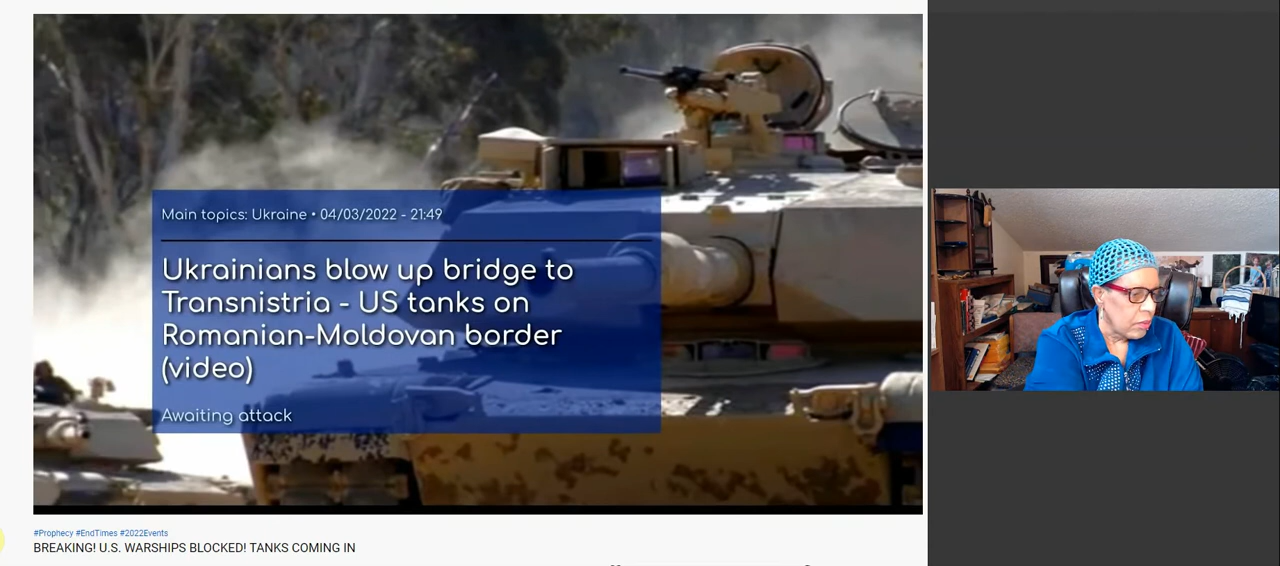 Main topics: Ukraine • 04/03/2022 - 21:49
Ukrainians blow up bridge to
Transnistria - US tanks on
Romanian-Moldovan border
(video)
Awaiting attack
#Prophecy #EndTimes #2022Events
BREAKING! U.S. WARSHIPS BLOCKED! TANKS COMING IN